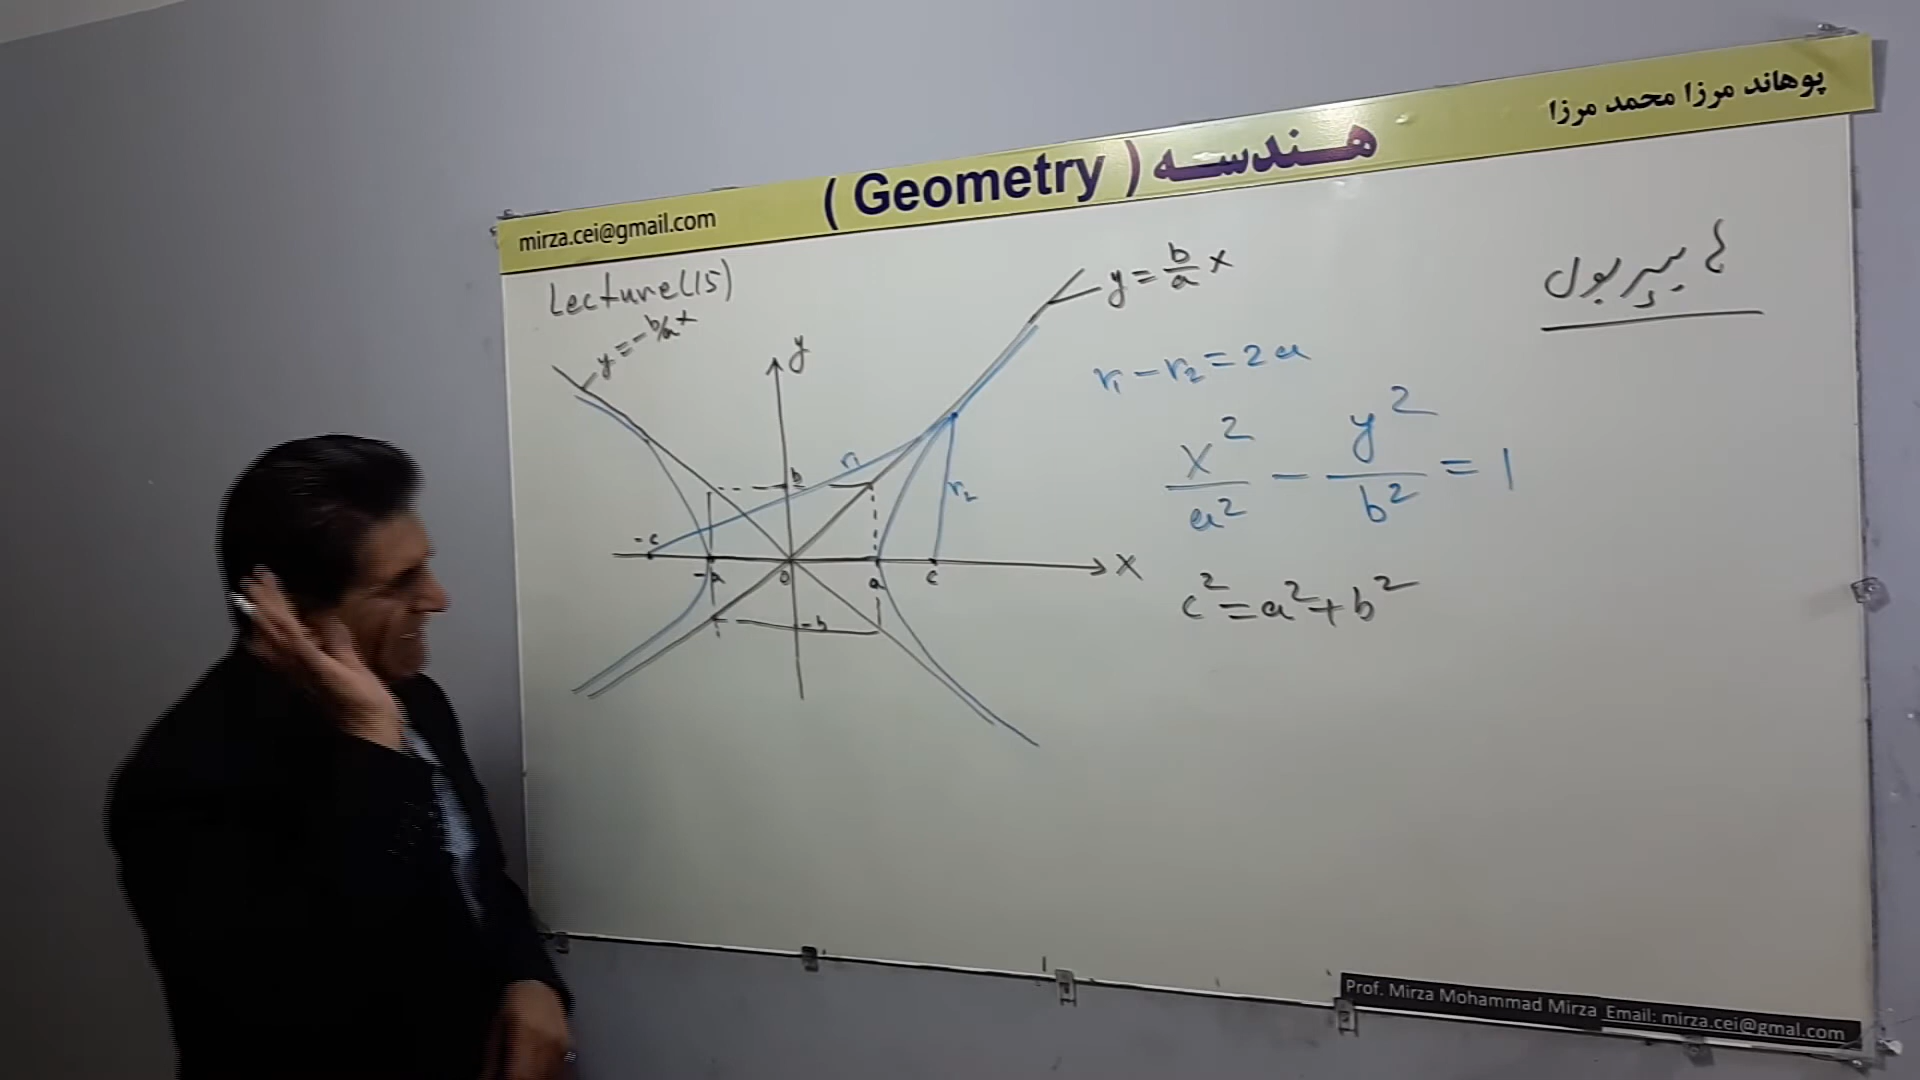 پوهاند مرزا محمد مرزا
هندسه ( Geometry )
mirza.cei@gmail.com
Lecture(15)
هیپربول
y = b/a x
y = -b/a x
y
r₁ - r₂ = 2a
x²/a² - y²/b² = 1
r₁
b
r₂
-c
-a
o
a
c
x
-b
c² = a² + b²
Prof. Mirza Mohammad Mirza Email: mirza.cei@gmal.com